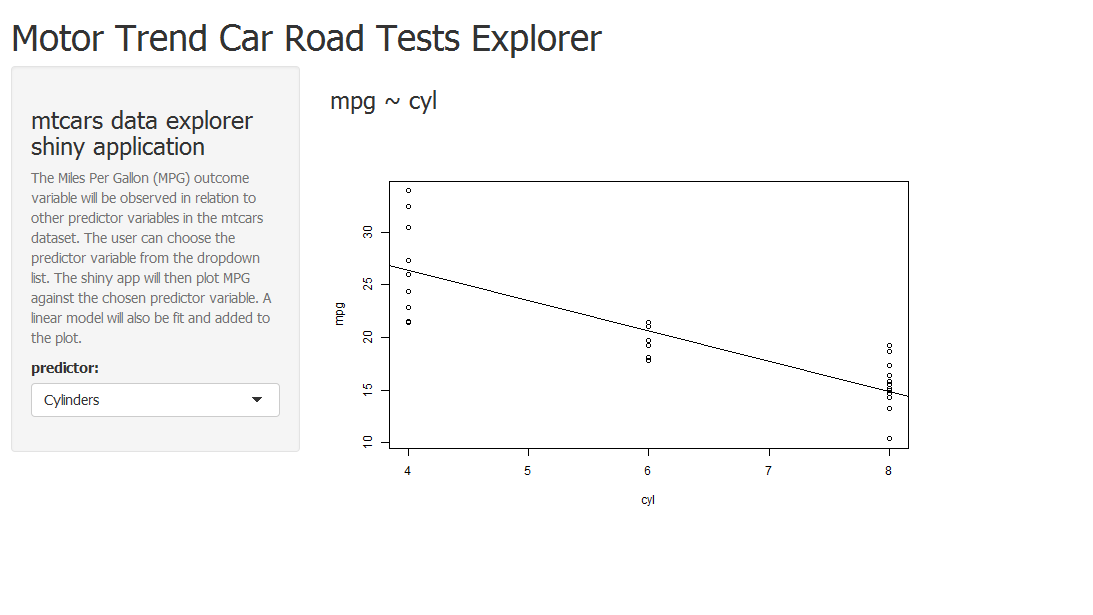 Motor Trend Car Road Tests Explorer
mtcars data explorer
shiny application
The Miles Per Gallon (MPG) outcome
variable will be observed in relation to
other predictor variables in the mtcars
dataset. The user can choose the
predictor variable from the dropdown
list. The shiny app will then plot MPG
against the chosen predictor variable. A
linear model will also be fit and added to
the plot.
predictor:
Cylinders
mpg ~ cyl
30
25
20
15
10
mpg
4 5 6 7 8
cyl